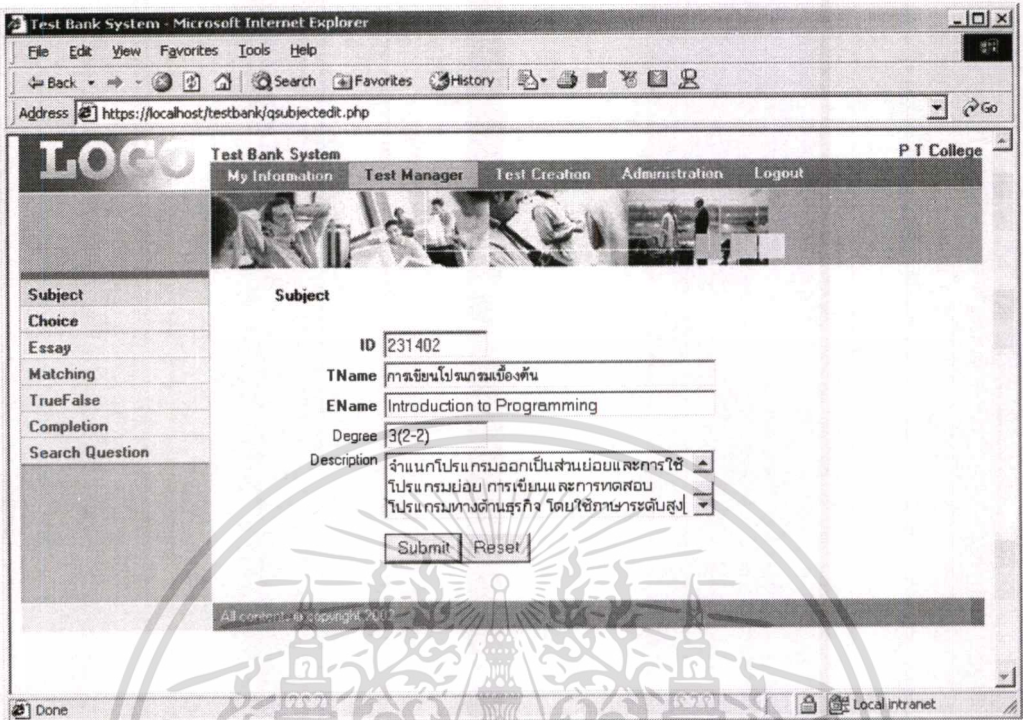 Test Bank System - Microsoft Internet Explorer
File Edit View Favorites Tools Help
Back Search Favorites History
Address https://localhost/testbank/qsubjectedit.php Go
LOGO
Test Bank System P T College
My Information Test Manager Test Creation Administration Logout
Subject
Choice
Essay
Matching
TrueFalse
Completion
Search Question
Subject
ID 231402
TName การเขียนโปรแกรมเบื้องต้น
EName Introduction to Programming
Degree 3(2-2)
Description จำแนกโปรแกรมออกเป็นส่วนย่อยและการใช้
โปรแกรมย่อย การเขียนและการทดสอบ
โปรแกรมทางด้านธุรกิจ โดยใช้ภาษาระดับสูง
Submit Reset
All contents © copyright 2002
Done Local intranet